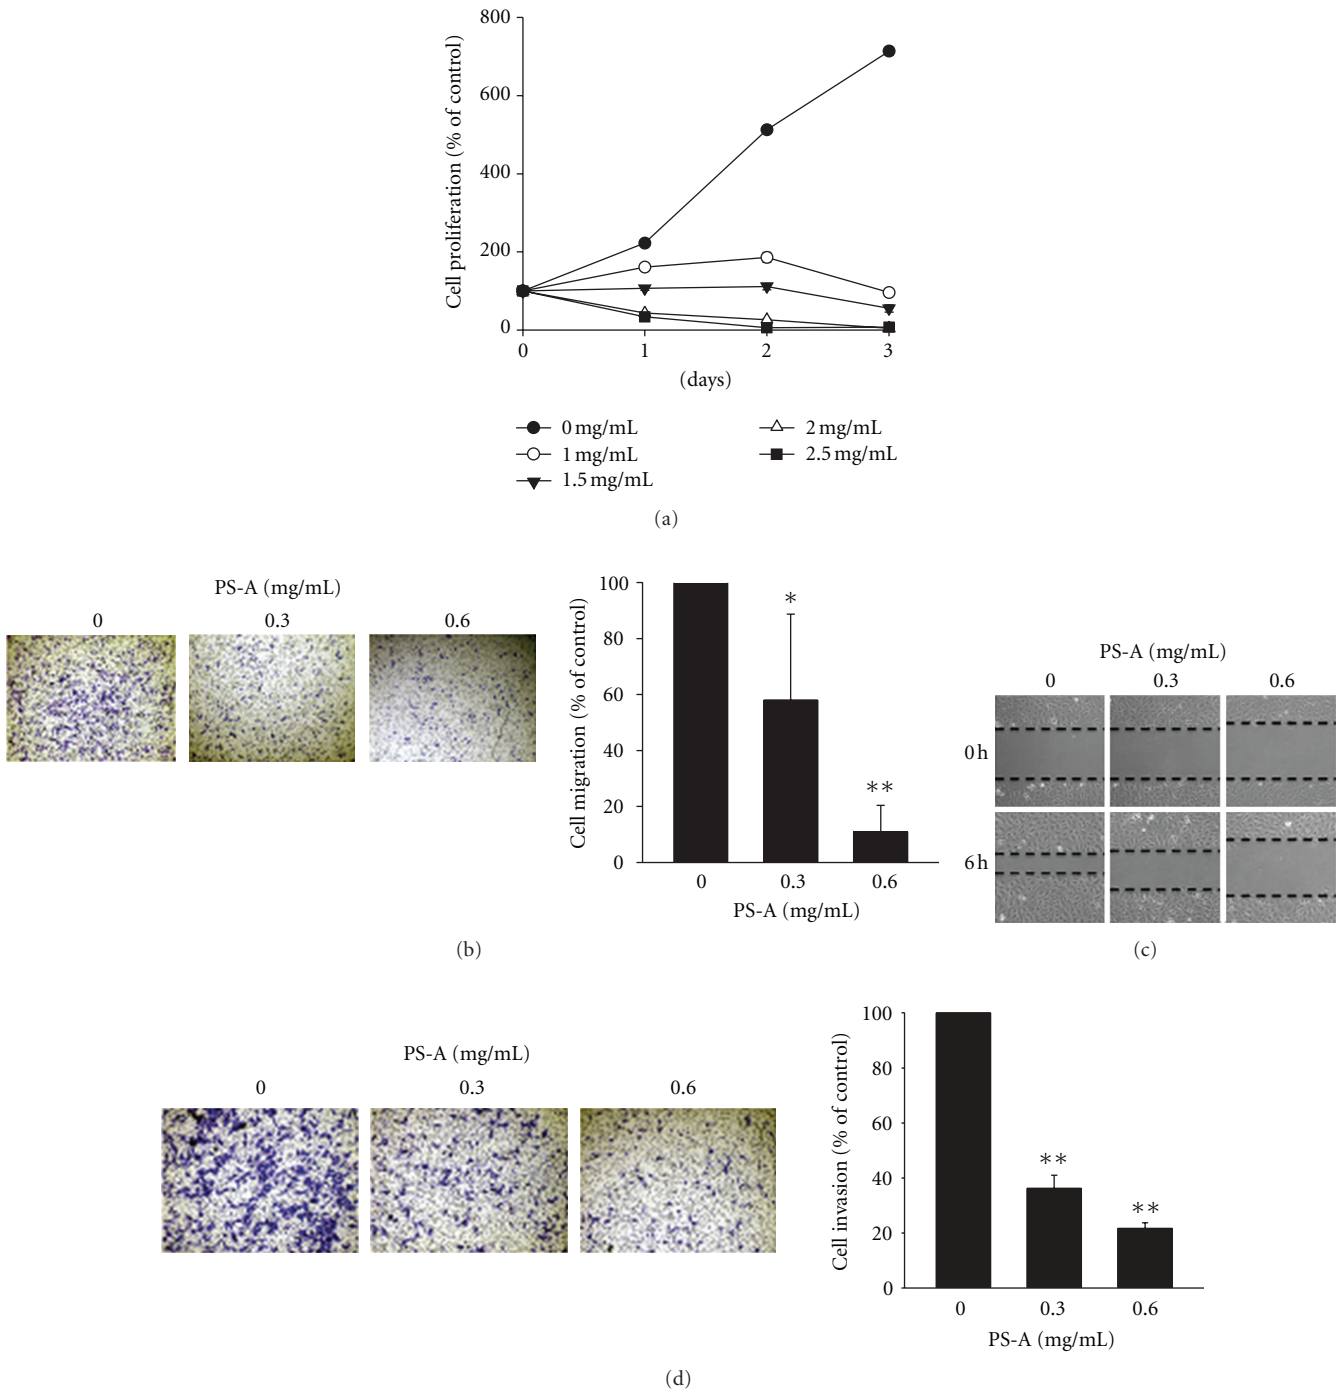 800
600
400
200
0
Cell proliferation (% of control)
0 1 2 3
(days)
0 mg/mL
1 mg/mL
1.5 mg/mL
2 mg/mL
2.5 mg/mL
(a)
PS-A (mg/mL)
0 0.3 0.6
100
80
60
40
20
0
Cell migration (% of control)
*
**
0 0.3 0.6
PS-A (mg/mL)
(b)
PS-A (mg/mL)
0 0.3 0.6
0 h
6 h
(c)
PS-A (mg/mL)
0 0.3 0.6
100
80
60
40
20
0
Cell invasion (% of control)
**
**
0 0.3 0.6
PS-A (mg/mL)
(d)